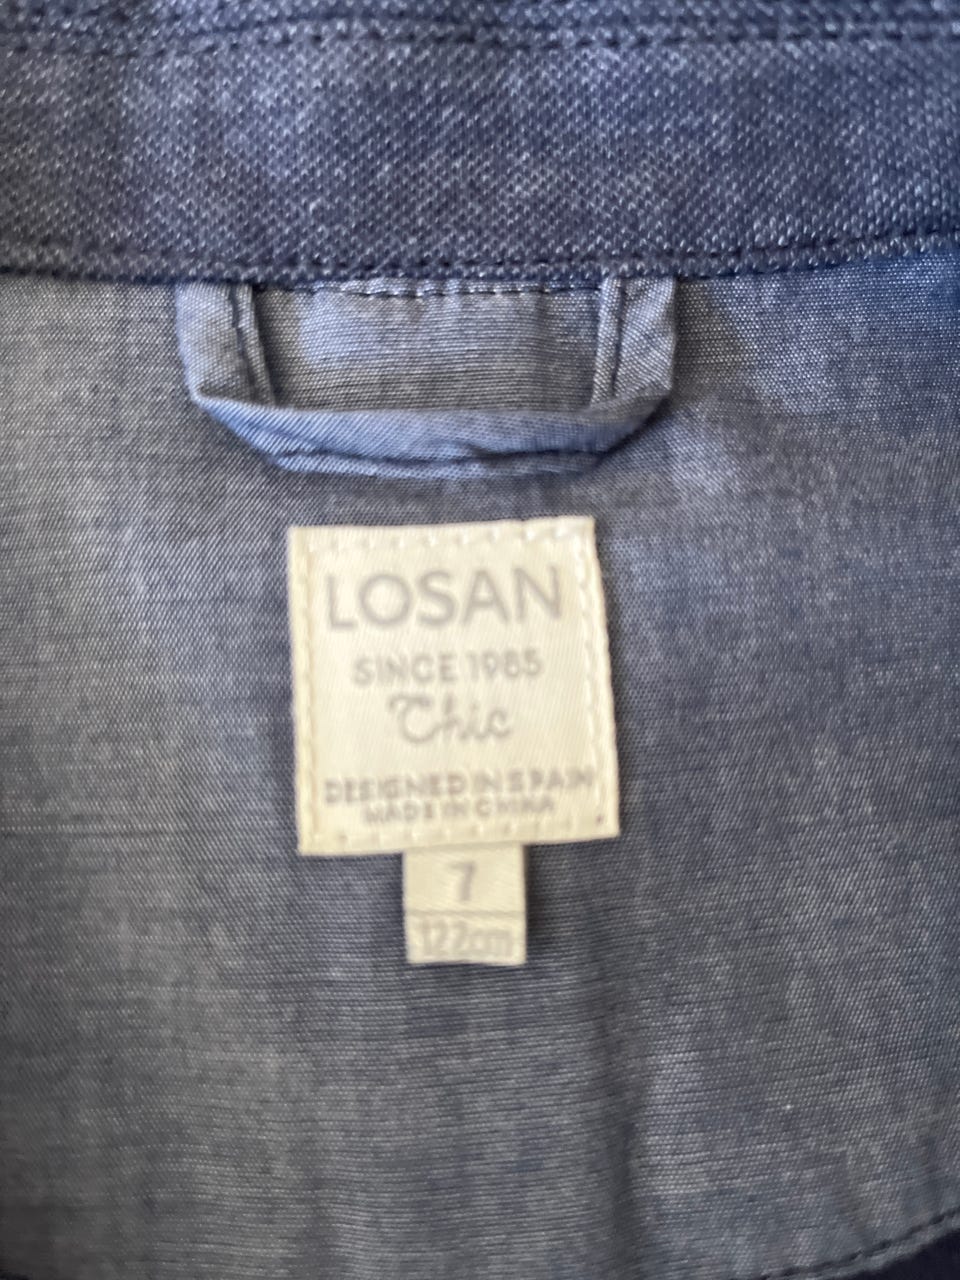 LOSAN
SINCE 1985
Chic
DESIGNED IN SPAIN
MADE IN CHINA
7
122cm